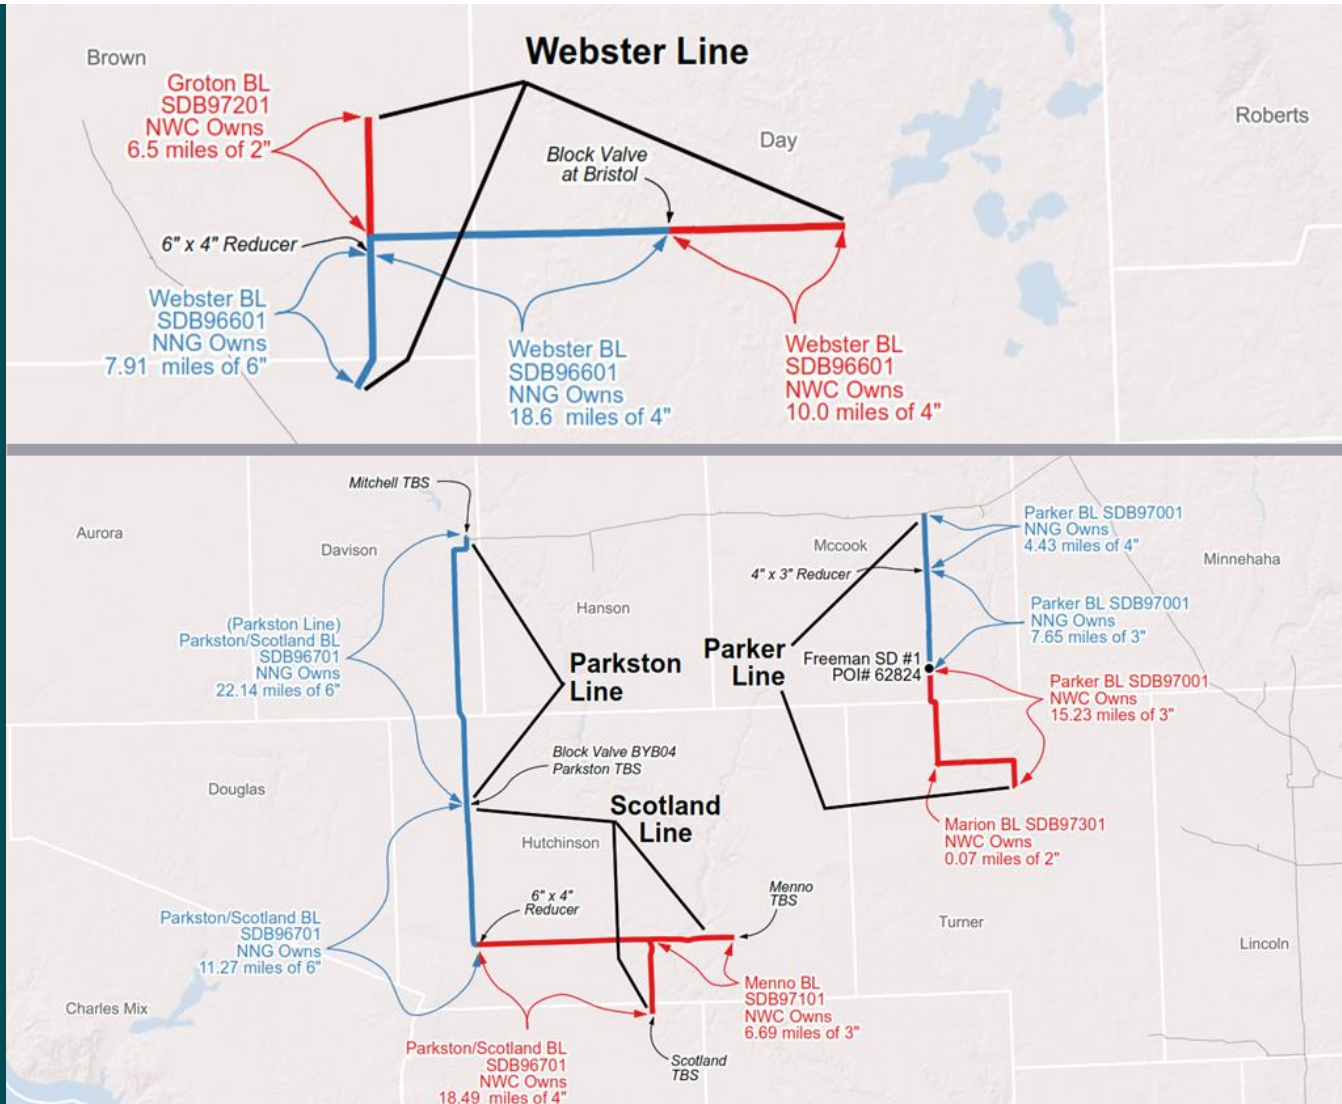 Webster Line
Brown
Groton BL
SDB97201
NWC Owns
6.5 miles of 2"
Block Valve
at Bristol
Day
Roberts
6" x 4" Reducer
Webster BL
SDB96601
NNG Owns
7.91 miles of 6"
Webster BL
SDB96601
NNG Owns
18.6 miles of 4"
Webster BL
SDB96601
NWC Owns
10.0 miles of 4"
Mitchell TBS
Aurora
Davison
Hanson
(Parkston Line)
Parkston/Scotland BL
SDB96701
NNG Owns
22.14 miles of 6"
Parkston
Line
Block Valve BYB04
Parkston TBS
Douglas
Scotland
Line
Hutchinson
6" x 4"
Reducer
Menno
TBS
Parkston/Scotland BL
SDB96701
NNG Owns
11.27 miles of 6"
Charles Mix
Parkston/Scotland BL
SDB96701
NWC Owns
18.49 miles of 4"
Scotland
TBS
Menno BL
SDB97101
NWC Owns
6.69 miles of 3"
Mccook
4" x 3" Reducer
Parker BL SDB97001
NNG Owns
4.43 miles of 4"
Minnehaha
Parker BL SDB97001
NNG Owns
7.65 miles of 3"
Parker
Line
Freeman SD #1
POI# 62824
Parker BL SDB97001
NWC Owns
15.23 miles of 3"
Marion BL SDB97301
NWC Owns
0.07 miles of 2"
Turner
Lincoln